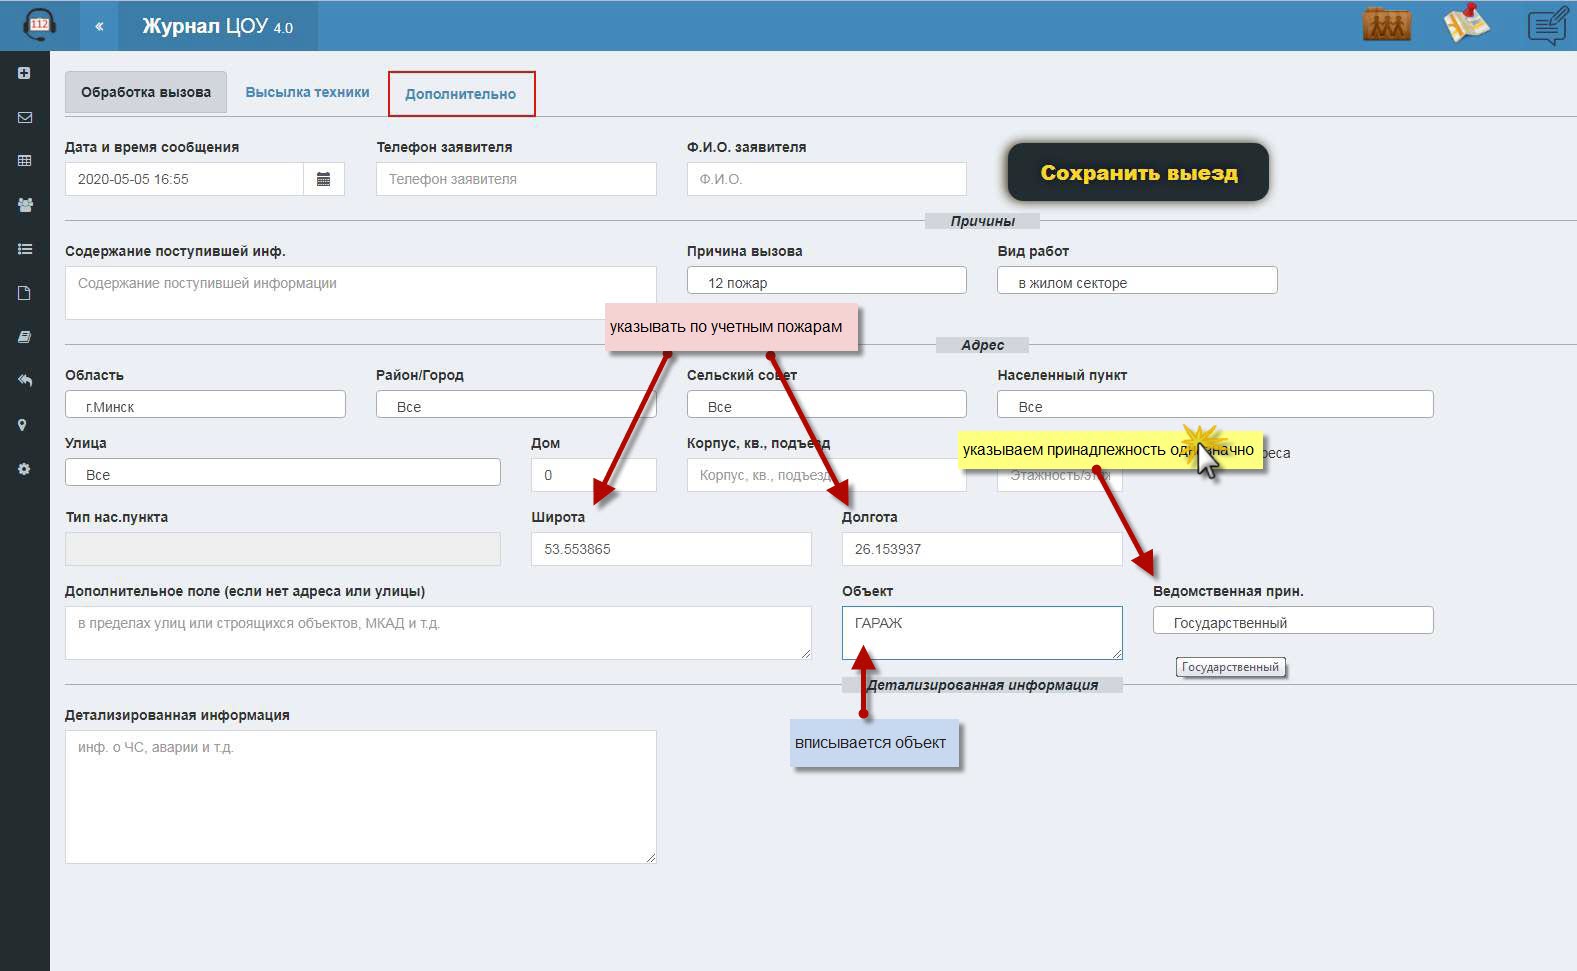 112
«
Журнал ЦОУ 4.0
Обработка вызова
Высылка техники
Дополнительно
Дата и время сообщения
Телефон заявителя
Ф.И.О. заявителя
2020-05-05 16:55
Телефон заявителя
Ф.И.О.
Сохранить выезд
Причины
Содержание поступившей инф.
Причина вызова
Вид работ
Содержание поступившей информации
12 пожар
в жилом секторе
указывать по учетным пожарам
Адрес
Область
Район/Город
Сельский совет
Населенный пункт
г.Минск
Все
Все
Все
Улица
Дом
Корпус, кв., подъезд
указываем принадлежность однозначно
реса
Все
0
Корпус, кв., подъезд
Этажность/этаж
Тип нас.пункта
Широта
Долгота
53.553865
26.153937
Дополнительное поле (если нет адреса или улицы)
Объект
Ведомственная прин.
в пределах улиц или строящихся объектов, МКАД и т.д.
ГАРАЖ
Государственный
Государственный
Детализированная информация
Детализированная информация
инф. о ЧС, аварии и т.д.
вписывается объект